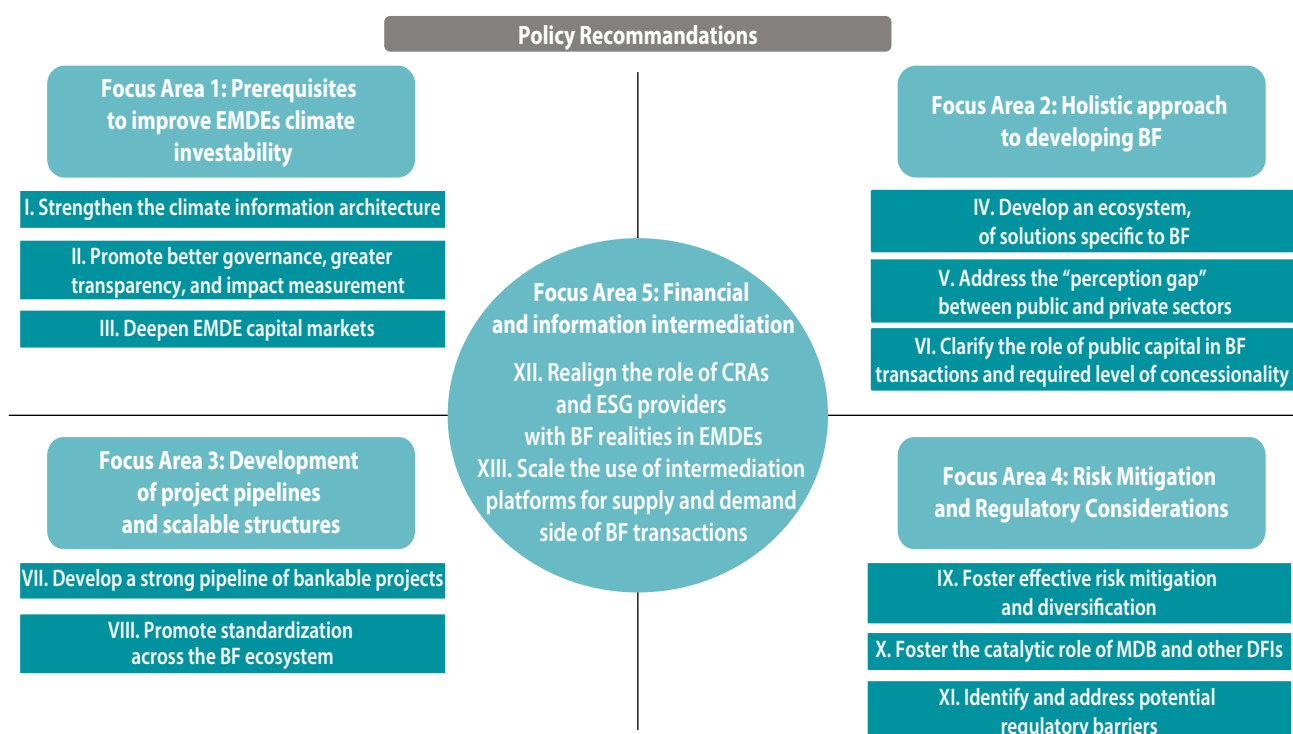 Policy Recommandations
Focus Area 1: Prerequisites
to improve EMDEs climate
investability
I. Strengthen the climate information architecture
II. Promote better governance, greater
transparency, and impact measurement
III. Deepen EMDE capital markets
Focus Area 2: Holistic approach
to developing BF
IV. Develop an ecosystem,
of solutions specific to BF
V. Address the “perception gap”
between public and private sectors
VI. Clarify the role of public capital in BF
transactions and required level of concessionality
Focus Area 5: Financial
and information intermediation
XII. Realign the role of CRAs
and ESG providers
with BF realities in EMDEs
XIII. Scale the use of intermediation
platforms for supply and demand
side of BF transactions
Focus Area 3: Development
of project pipelines
and scalable structures
VII. Develop a strong pipeline of bankable projects
VIII. Promote standardization
across the BF ecosystem
Focus Area 4: Risk Mitigation
and Regulatory Considerations
IX. Foster effective risk mitigation
and diversification
X. Foster the catalytic role of MDB and other DFIs
XI. Identify and address potential
regulatory barriers